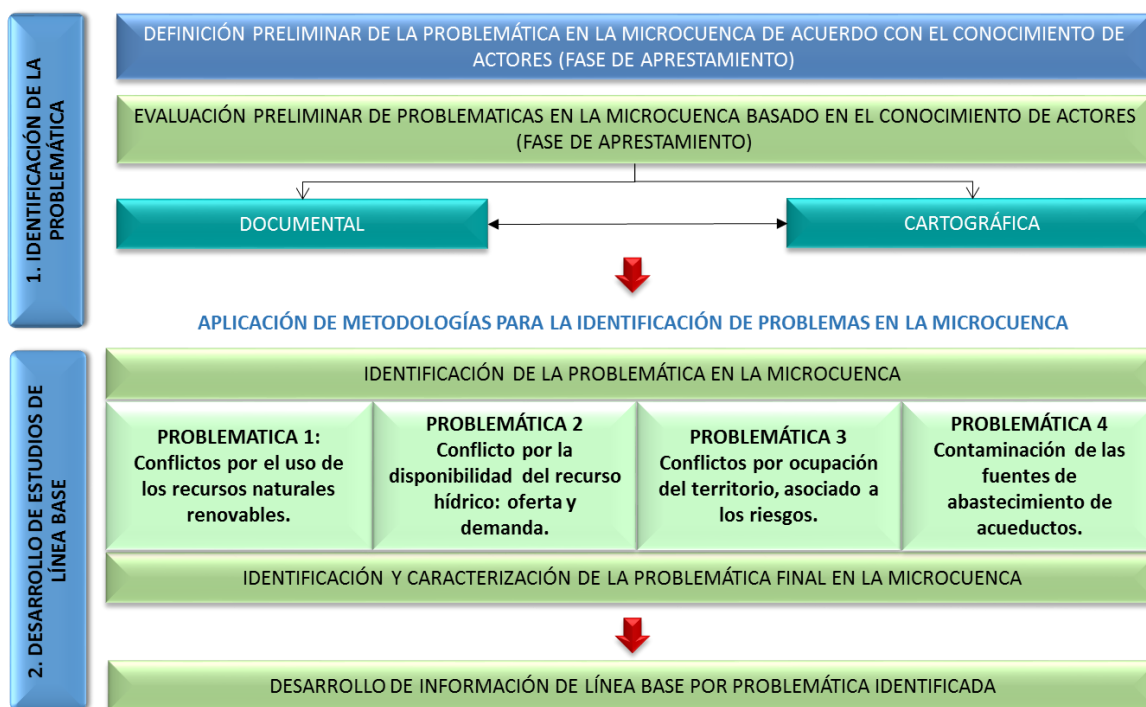 1. IDENTIFICACIÓN DE LA
PROBLEMÁTICA
DEFINICIÓN PRELIMINAR DE LA PROBLEMÁTICA EN LA MICROCUENCA DE ACUERDO CON EL CONOCIMIENTO DE
ACTORES (FASE DE APRESTAMIENTO)
EVALUACIÓN PRELIMINAR DE PROBLEMATICAS EN LA MICROCUENCA BASADO EN EL CONOCIMIENTO DE ACTORES
(FASE DE APRESTAMIENTO)
DOCUMENTAL
CARTOGRÁFICA
APLICACIÓN DE METODOLOGÍAS PARA LA IDENTIFICACIÓN DE PROBLEMAS EN LA MICROCUENCA
2. DESARROLLO DE ESTUDIOS DE
LÍNEA BASE
IDENTIFICACIÓN DE LA PROBLEMÁTICA EN LA MICROCUENCA
PROBLEMATICA 1:
Conflictos por el uso de
los recursos naturales
renovables.
PROBLEMÁTICA 2
Conflicto por la
disponibilidad del recurso
hídrico: oferta y
demanda.
PROBLEMÁTICA 3
Conflictos por ocupación
del territorio, asociado a
los riesgos.
PROBLEMÁTICA 4
Contaminación de las
fuentes de
abastecimiento de
acueductos.
IDENTIFICACIÓN Y CARACTERIZACIÓN DE LA PROBLEMÁTICA FINAL EN LA MICROCUENCA
DESARROLLO DE INFORMACIÓN DE LÍNEA BASE POR PROBLEMÁTICA IDENTIFICADA